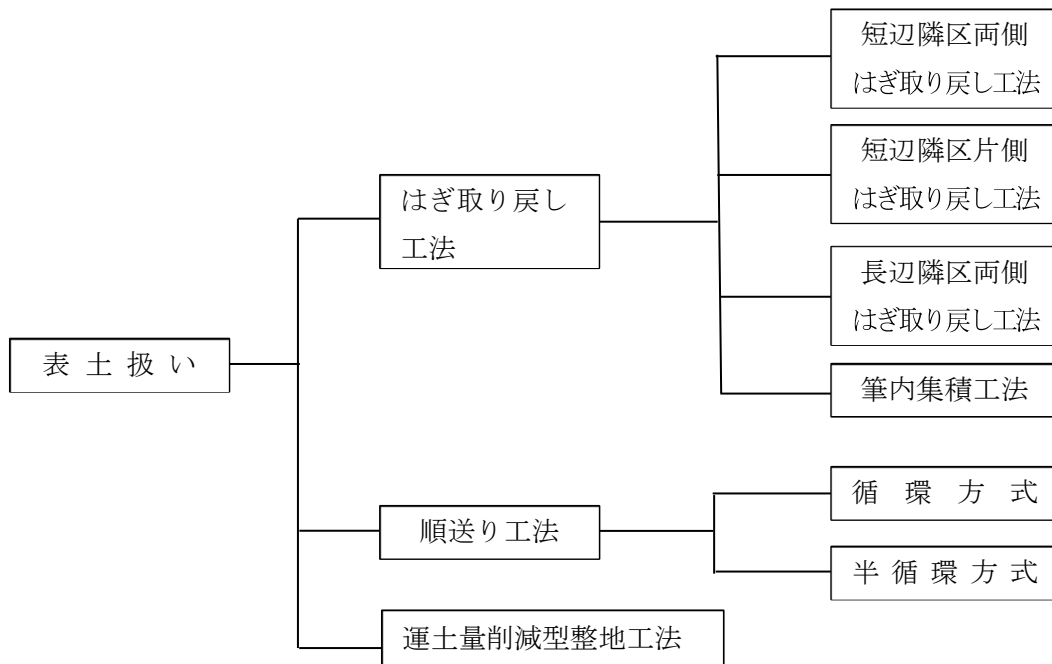 短辺隣区両側
はぎ取り戻し工法
短辺隣区片側
はぎ取り戻し工法
はぎ取り戻し
工法
長辺隣区両側
はぎ取り戻し工法
表土扱い
筆内集積工法
循環方式
順送り工法
半循環方式
運土量削減型整地工法